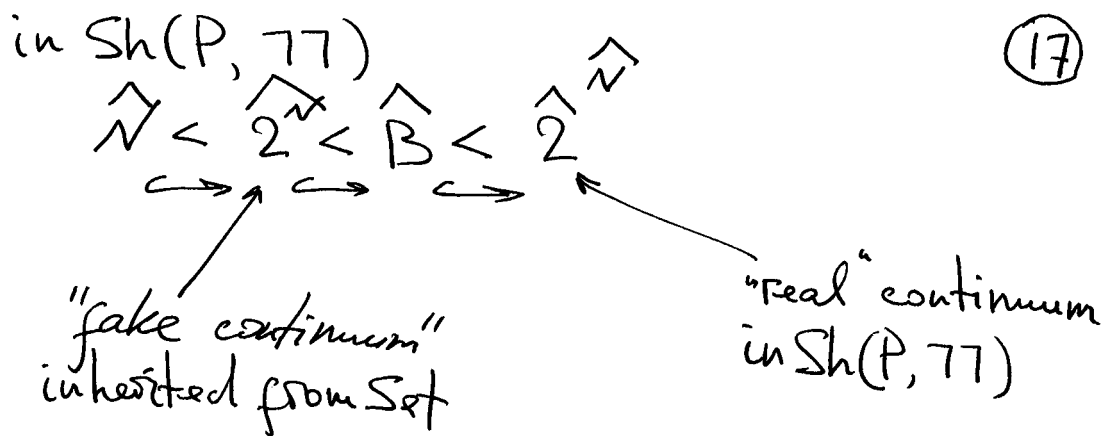 in Sh(P, ¬¬)
17
N̂ < 2^N̂ < B̂ < 2̂^N̂
"fake continuum"
inherited from Set
"real" continuum
in Sh(P, ¬¬)